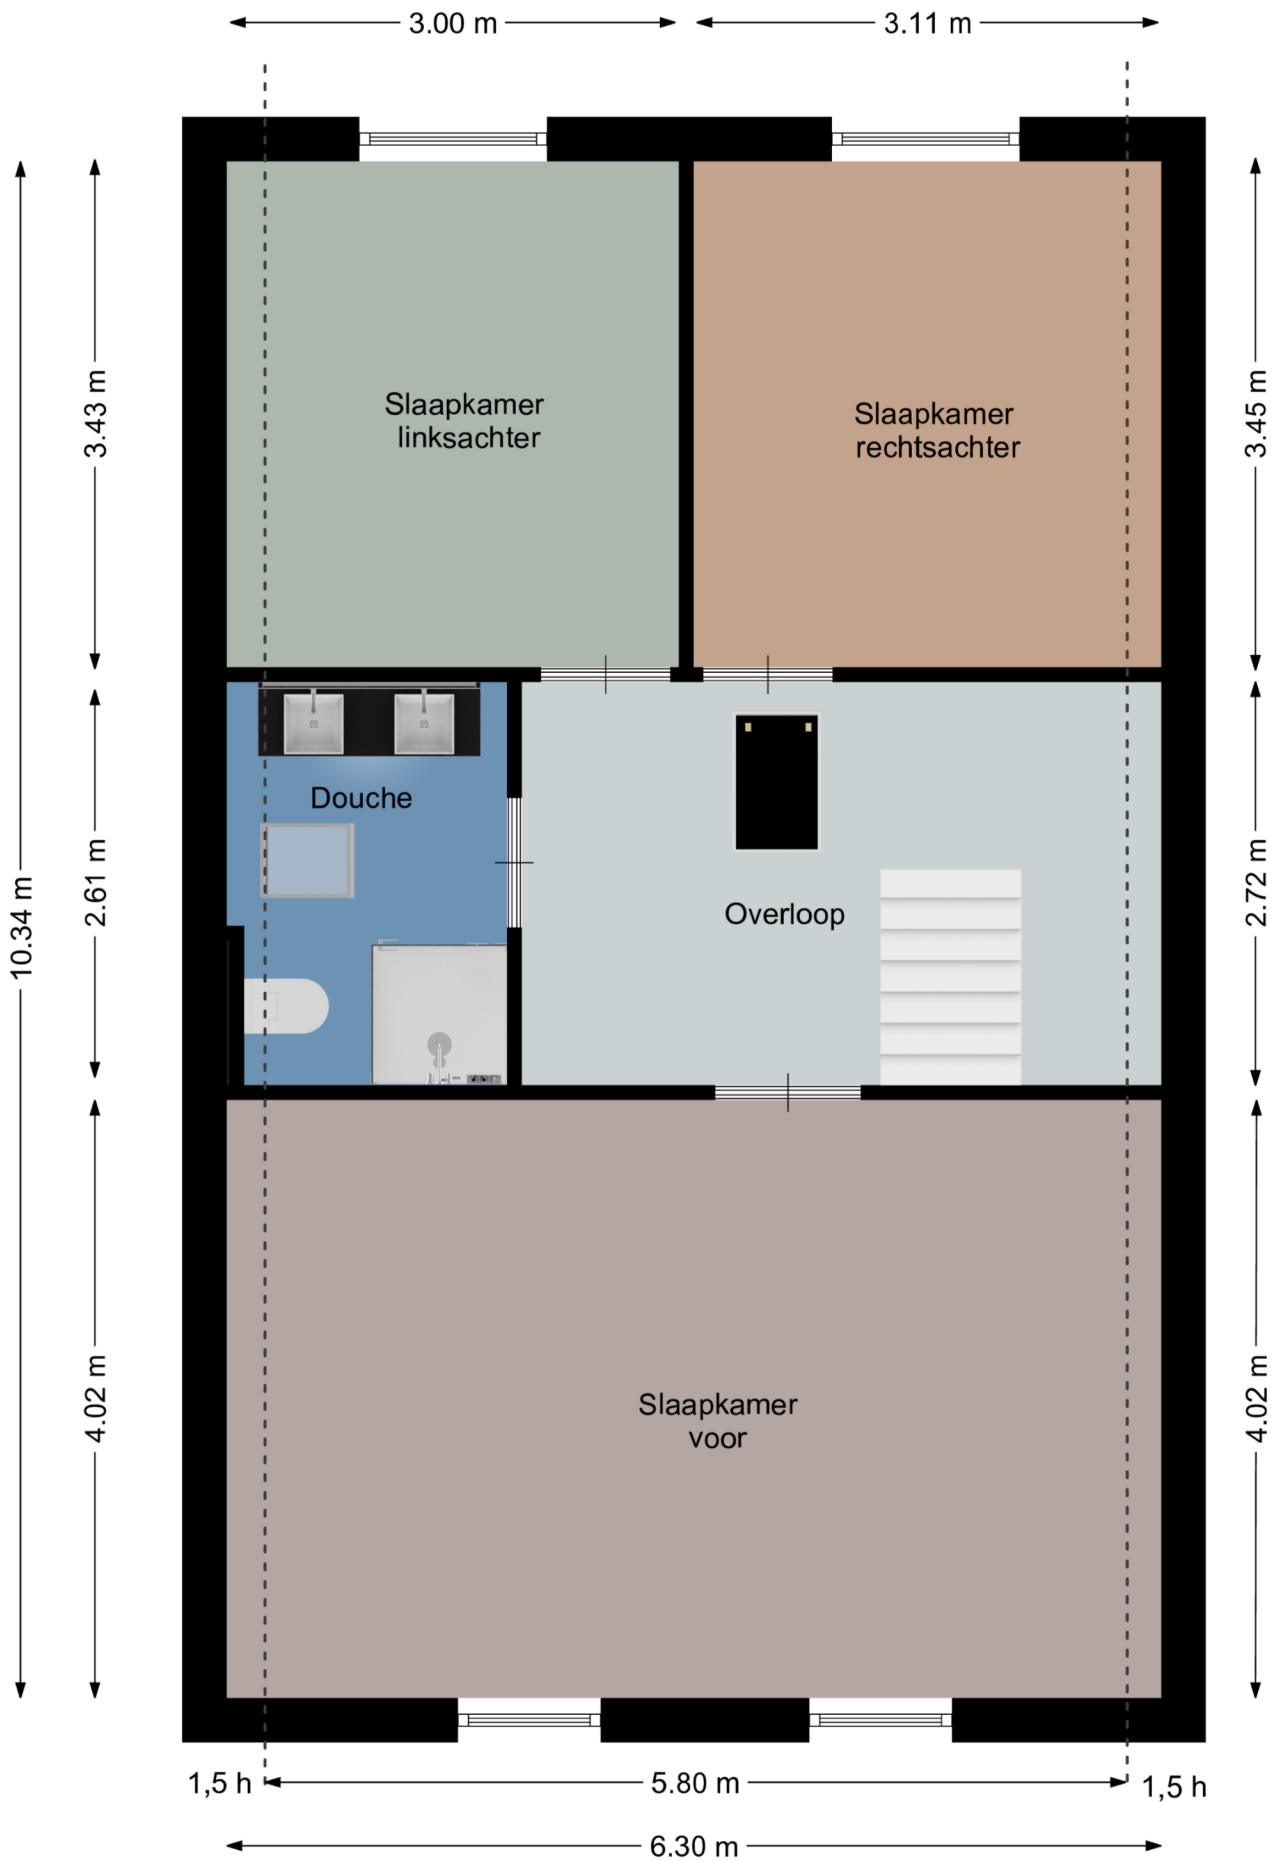 3.00 m
3.11 m
10.34 m
3.43 m
2.61 m
4.02 m
Slaapkamer
linksachter
Slaapkamer
rechtsachter
3.45 m
Douche
Overloop
2.72 m
Slaapkamer
voor
4.02 m
1,5 h
5.80 m
1,5 h
6.30 m